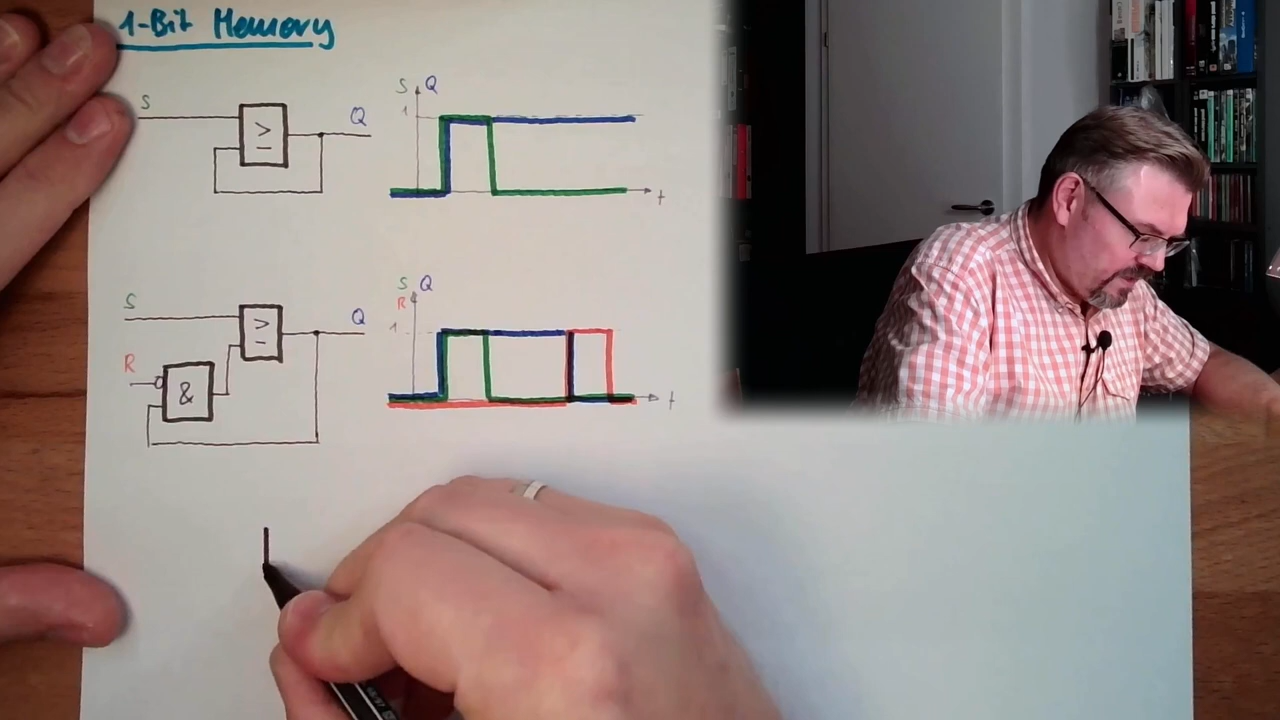 1-Bit Memory
S ≥ Q
S Q
1
t
S ≥ Q
R &
S Q
R
1
t